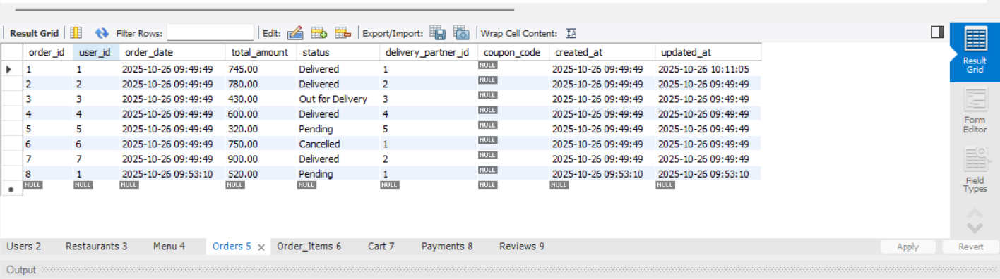 Result Grid Filter Rows: Edit: Export/Import: Wrap Cell Content: IA
order_id user_id order_date total_amount status delivery_partner_id coupon_code created_at updated_at
1 1 2025-10-26 09:49:49 745.00 Delivered 1 NULL 2025-10-26 09:49:49 2025-10-26 10:11:05
2 2 2025-10-26 09:49:49 780.00 Delivered 2 NULL 2025-10-26 09:49:49 2025-10-26 09:49:49
3 3 2025-10-26 09:49:49 430.00 Out for Delivery 3 NULL 2025-10-26 09:49:49 2025-10-26 09:49:49
4 4 2025-10-26 09:49:49 600.00 Delivered 4 NULL 2025-10-26 09:49:49 2025-10-26 09:49:49
5 5 2025-10-26 09:49:49 320.00 Pending 5 NULL 2025-10-26 09:49:49 2025-10-26 09:49:49
6 6 2025-10-26 09:49:49 750.00 Cancelled 1 NULL 2025-10-26 09:49:49 2025-10-26 09:49:49
7 7 2025-10-26 09:49:49 900.00 Delivered 2 NULL 2025-10-26 09:49:49 2025-10-26 09:49:49
8 1 2025-10-26 09:53:10 520.00 Pending 1 NULL 2025-10-26 09:53:10 2025-10-26 09:53:10
NULL NULL NULL NULL NULL NULL NULL NULL NULL
Result
Grid
Form
Editor
Field
Types
Users 2 Restaurants 3 Menu 4 Orders 5 Order_Items 6 Cart 7 Payments 8 Reviews 9 Apply Revert
Output